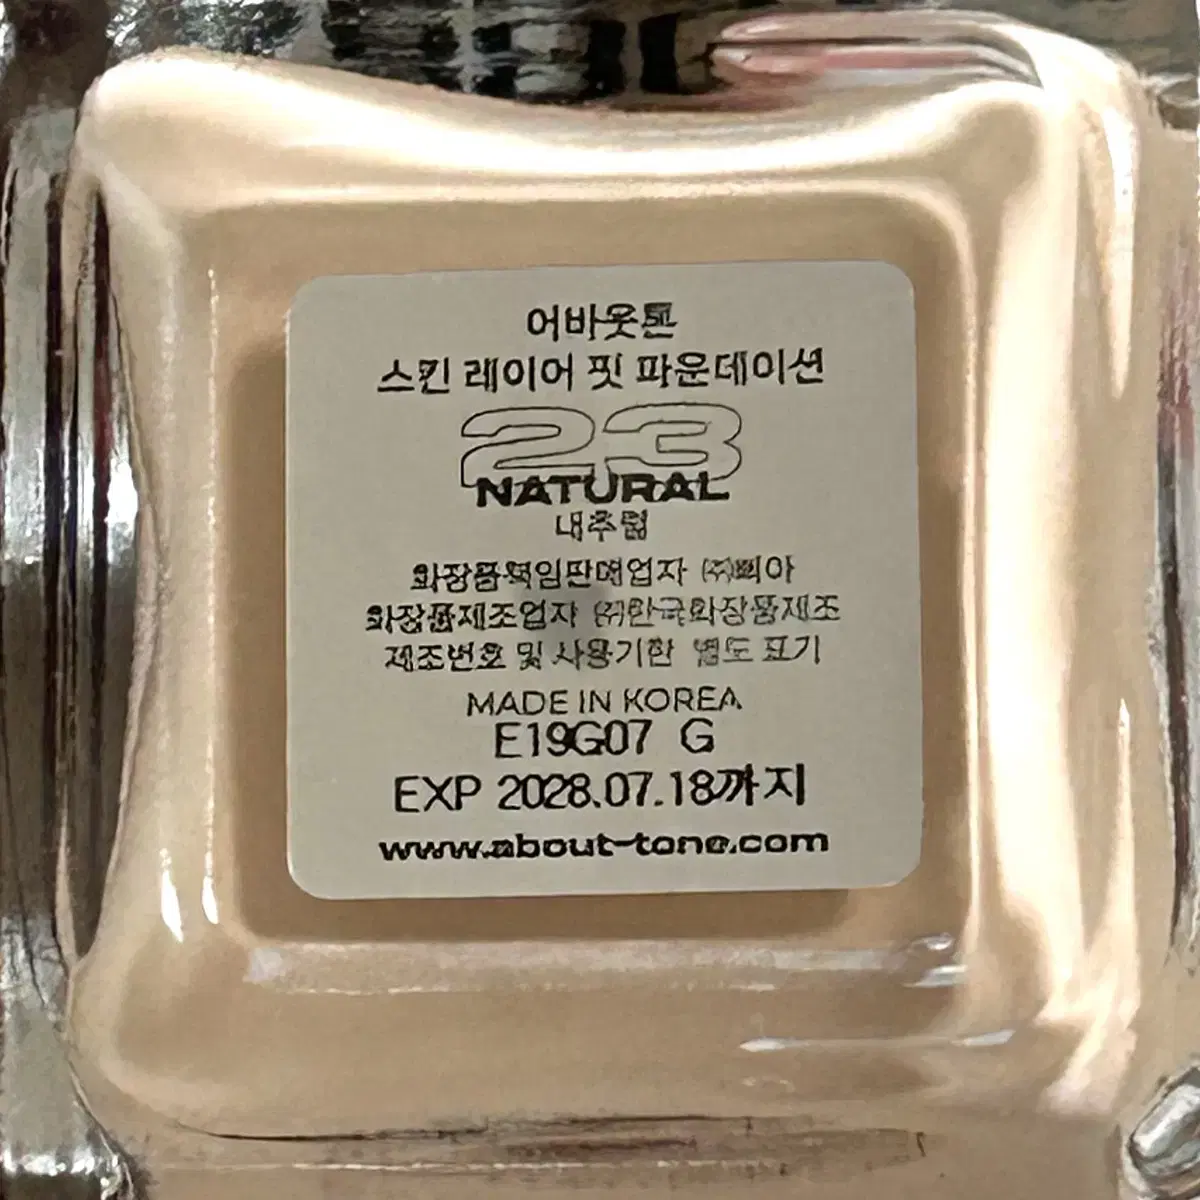 어바웃톤
스킨 레이어 핏 파운데이션
23
NATURAL
내추럴
화장품책임판매업자 ㈜삐아
화장품제조업자 ㈜한국화장품제조
제조번호 및 사용기한 별도 표기
MADE IN KOREA
E19G07 G
EXP 2028.07.18까지
www.about-tone.com